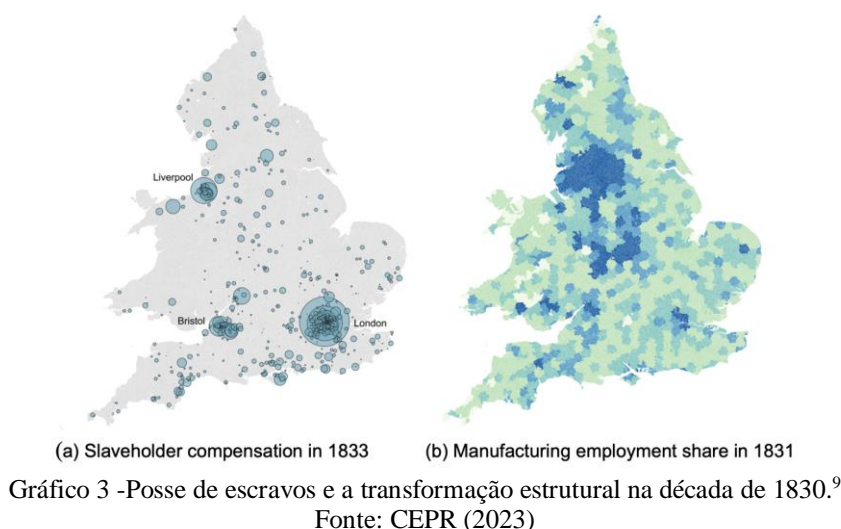 Liverpool
Bristol
London
(a) Slaveholder compensation in 1833
(b) Manufacturing employment share in 1831
Gráfico 3 -Posse de escravos e a transformação estrutural na década de 1830.⁹
Fonte: CEPR (2023)